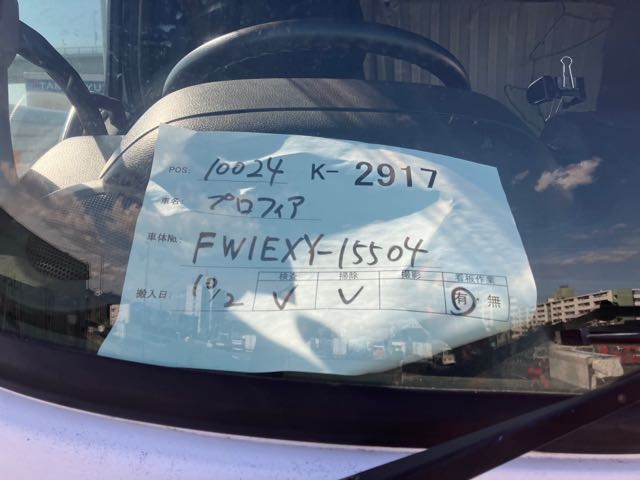 POS: 10024 K-2917
車名: プロフィア
車体No. FW1EXY-15504
検査 掃除 撮影 看板作業
搬入日: 10/2 ✓ ✓ 有・無